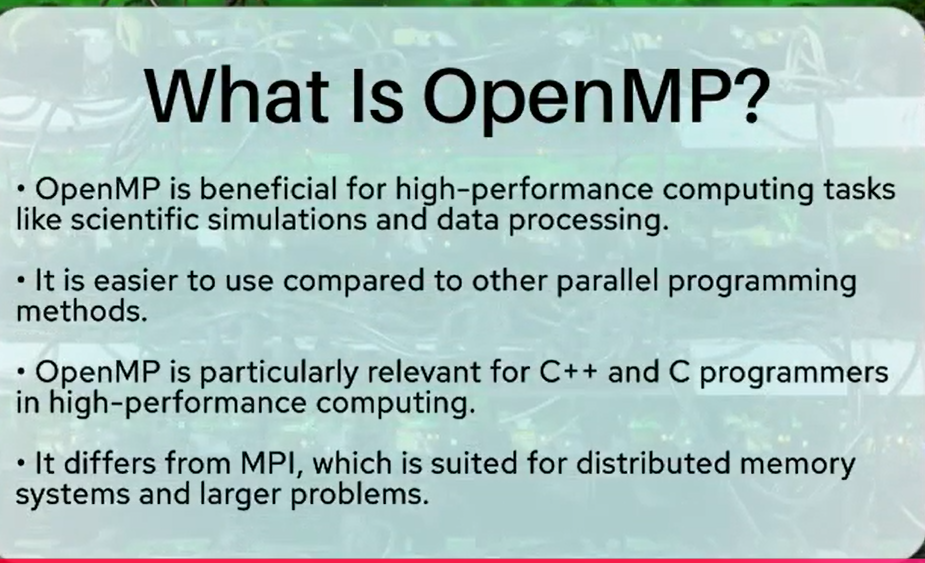 What Is OpenMP?
• OpenMP is beneficial for high-performance computing tasks
like scientific simulations and data processing.
• It is easier to use compared to other parallel programming
methods.
• OpenMP is particularly relevant for C++ and C programmers
in high-performance computing.
• It differs from MPI, which is suited for distributed memory
systems and larger problems.